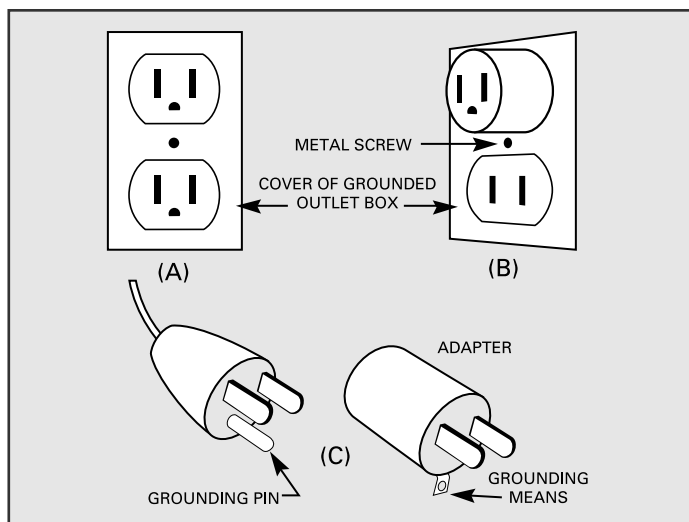 METAL SCREW
COVER OF GROUNDED
OUTLET BOX
(A)
(B)
ADAPTER
(C)
GROUNDING PIN
GROUNDING
MEANS